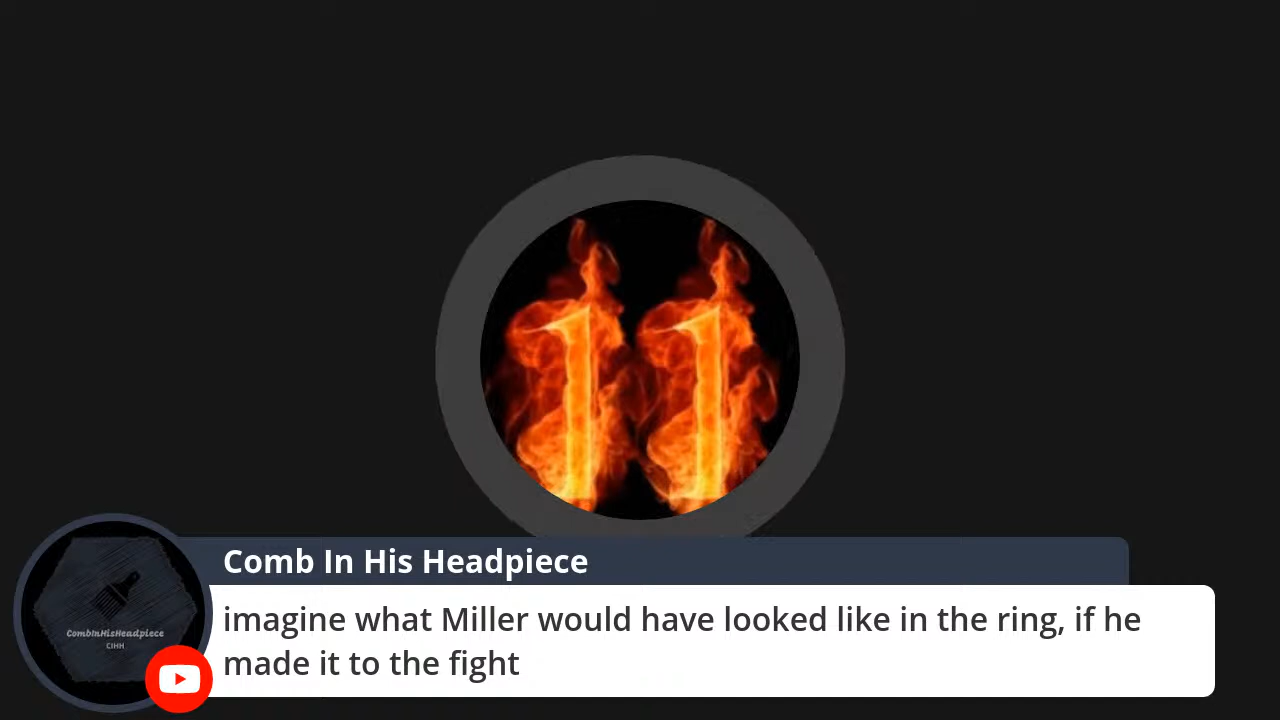 11
Comb In His Headpiece
imagine what Miller would have looked like in the ring, if he
made it to the fight
CombInHisHeadpiece
CIHH